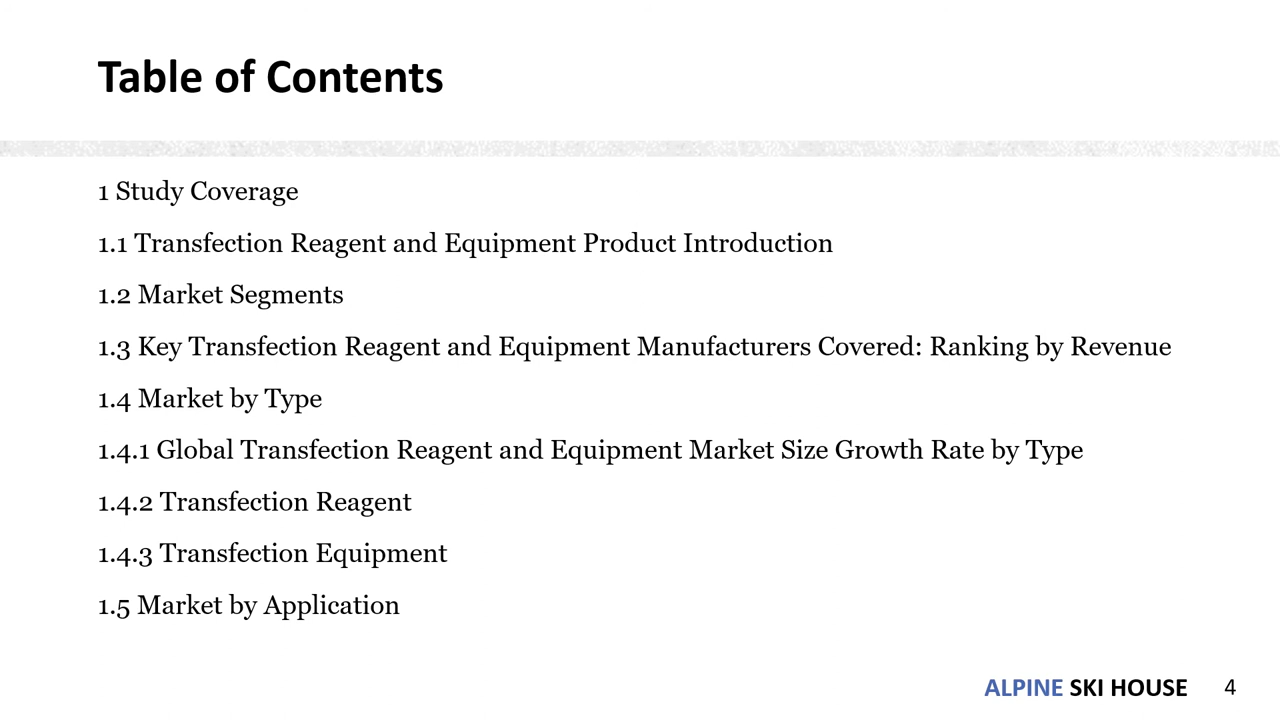 Table of Contents
1 Study Coverage
1.1 Transfection Reagent and Equipment Product Introduction
1.2 Market Segments
1.3 Key Transfection Reagent and Equipment Manufacturers Covered: Ranking by Revenue
1.4 Market by Type
1.4.1 Global Transfection Reagent and Equipment Market Size Growth Rate by Type
1.4.2 Transfection Reagent
1.4.3 Transfection Equipment
1.5 Market by Application
ALPINE SKI HOUSE 4